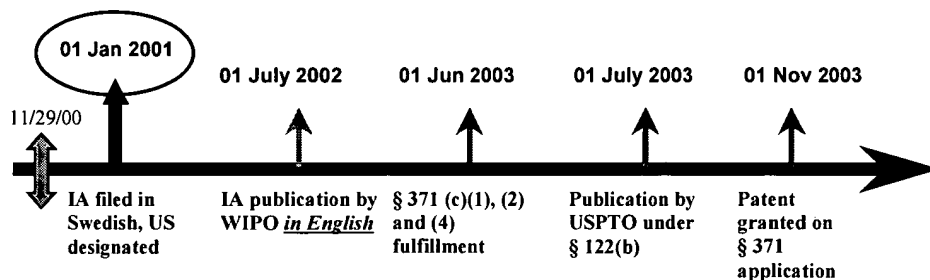 01 Jan 2001
01 July 2002
01 Jun 2003
01 July 2003
01 Nov 2003
11/29/00
IA filed in
Swedish, US
designated
IA publication by
WIPO in English
§ 371 (c)(1), (2)
and (4)
fulfillment
Publication by
USPTO under
§ 122(b)
Patent
granted on
§ 371
application